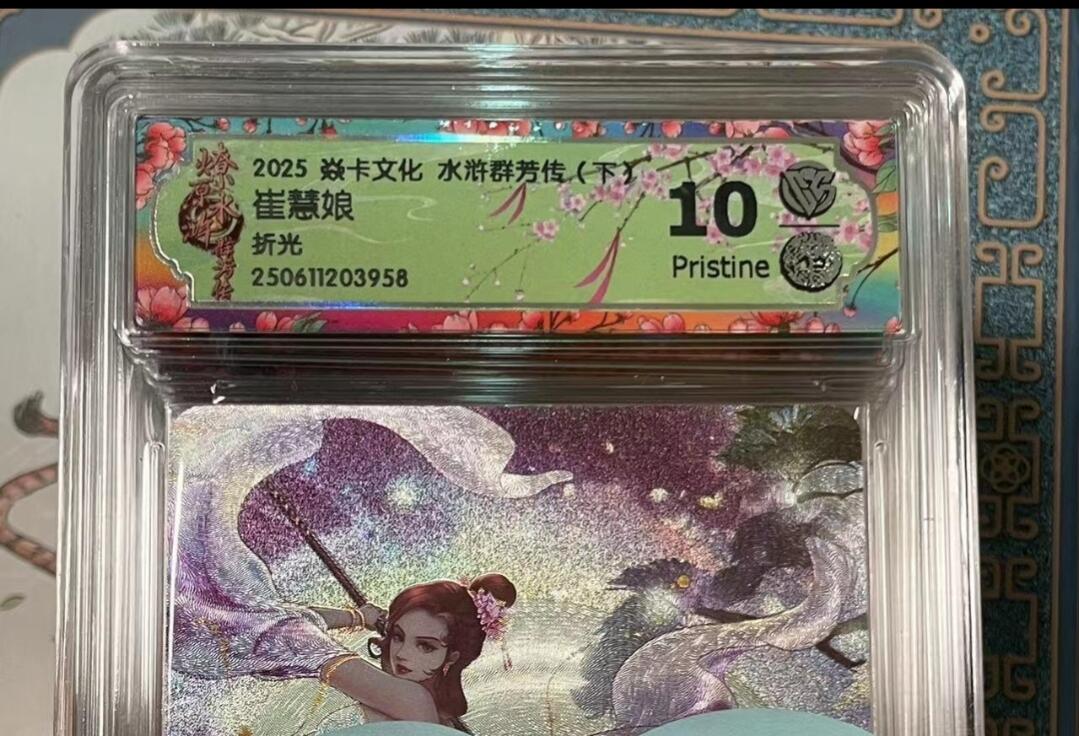 2025 焱卡文化 水浒群芳传（下）
崔慧娘
折光
250611203958
10
Pristine